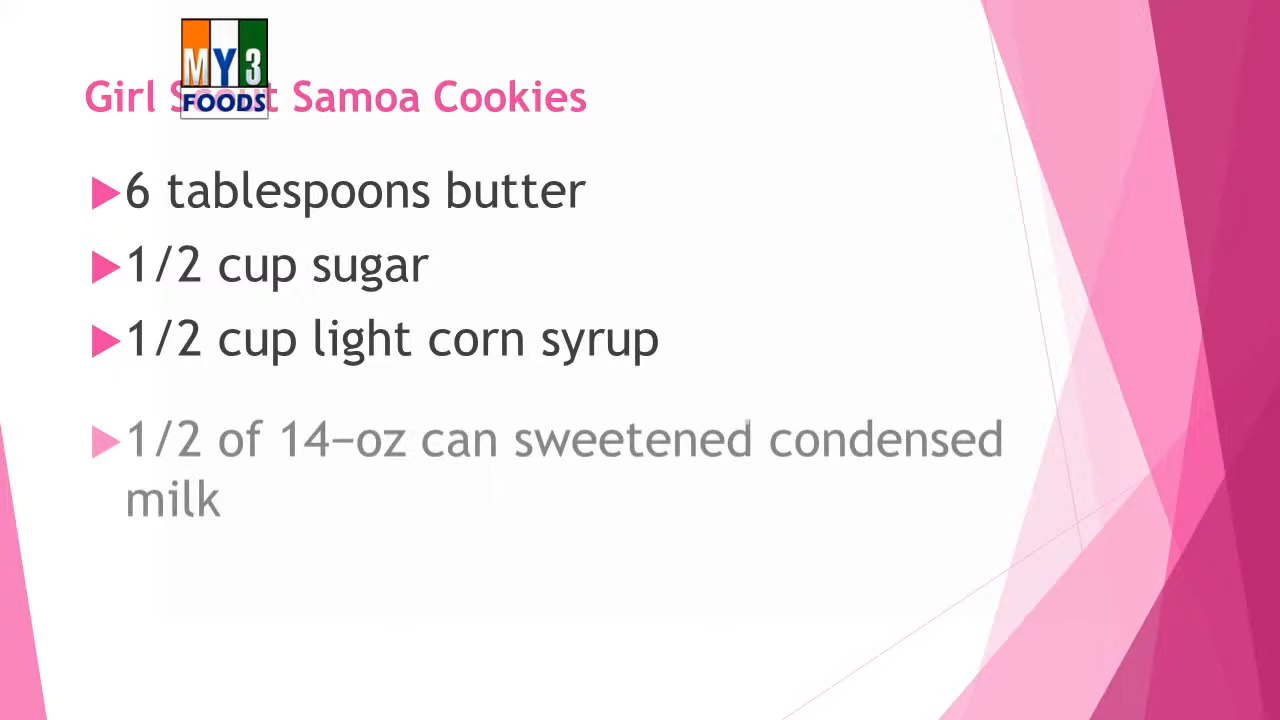 MY3
FOODS
Girl Scout Samoa Cookies
6 tablespoons butter
1/2 cup sugar
1/2 cup light corn syrup
1/2 of 14−oz can sweetened condensed
milk